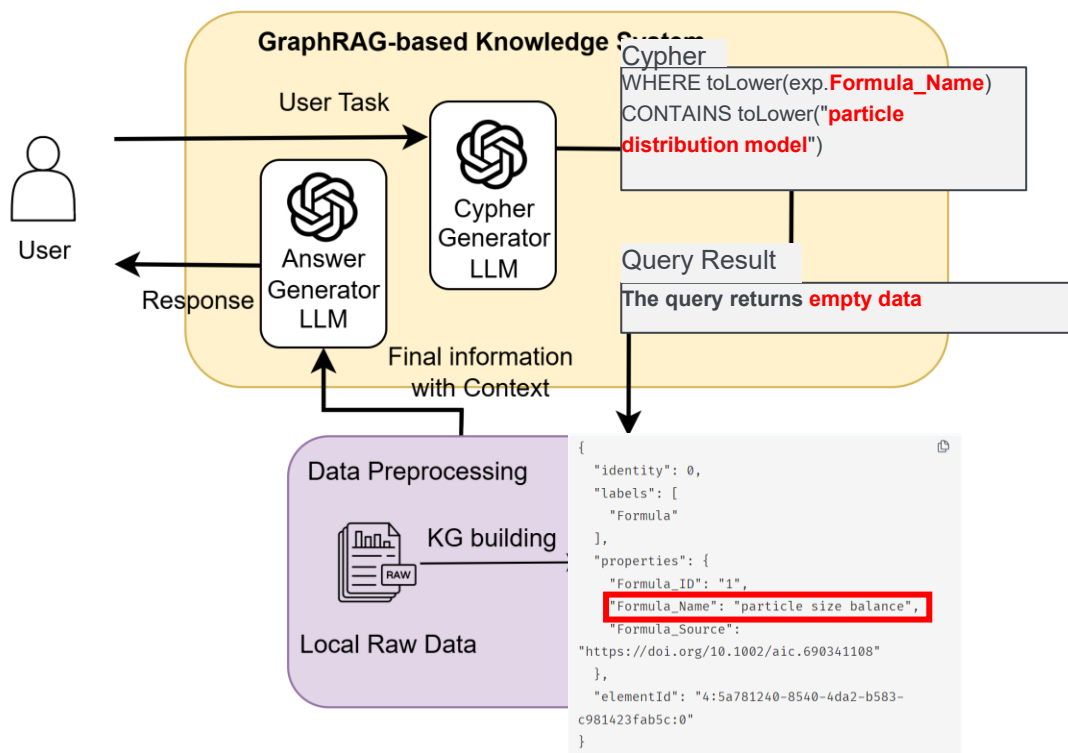 GraphRAG-based Knowledge
Cypher
WHERE toLower(exp.Formula_Name)
CONTAINS toLower("particle
distribution model")
User Task
Cypher
Generator
LLM
User
Answer
Generator
LLM
Response
Query Result
The query returns empty data
Final information
with Context
Data Preprocessing
KG building
RAW
Local Raw Data
{
"identity": 0,
"labels": [
"Formula"
],
"properties": {
"Formula_ID": "1",
"Formula_Name": "particle size balance",
"Formula_Source":
"https://doi.org/10.1002/aic.690341108"
},
"elementId": "4:5a781240-8540-4da2-b583-
c981423fab5c:0"
}